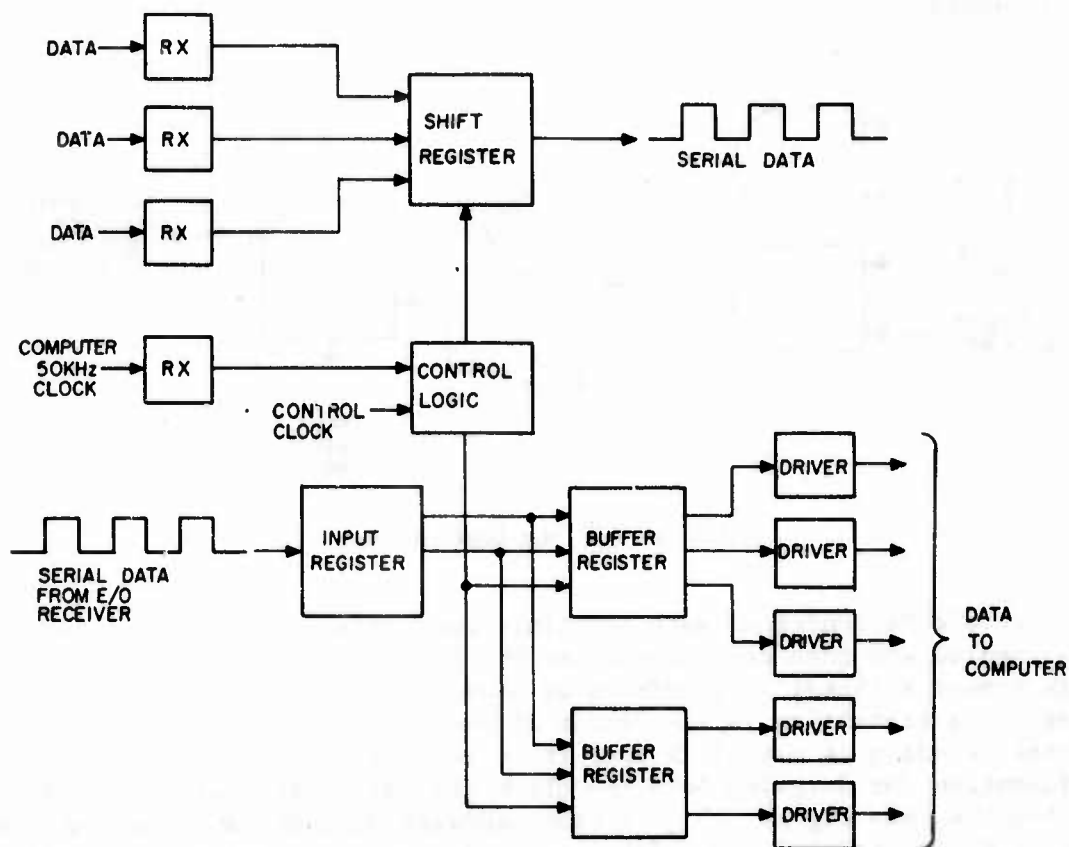 DATA
RX
DATA
RX
DATA
RX
SHIFT
REGISTER
SERIAL DATA
COMPUTER
50KHz
CLOCK
RX
CONTROL
LOGIC
CONTROL
CLOCK
SERIAL DATA
FROM E/O
RECEIVER
INPUT
REGISTER
BUFFER
REGISTER
BUFFER
REGISTER
DRIVER
DRIVER
DRIVER
DRIVER
DRIVER
DATA
TO
COMPUTER